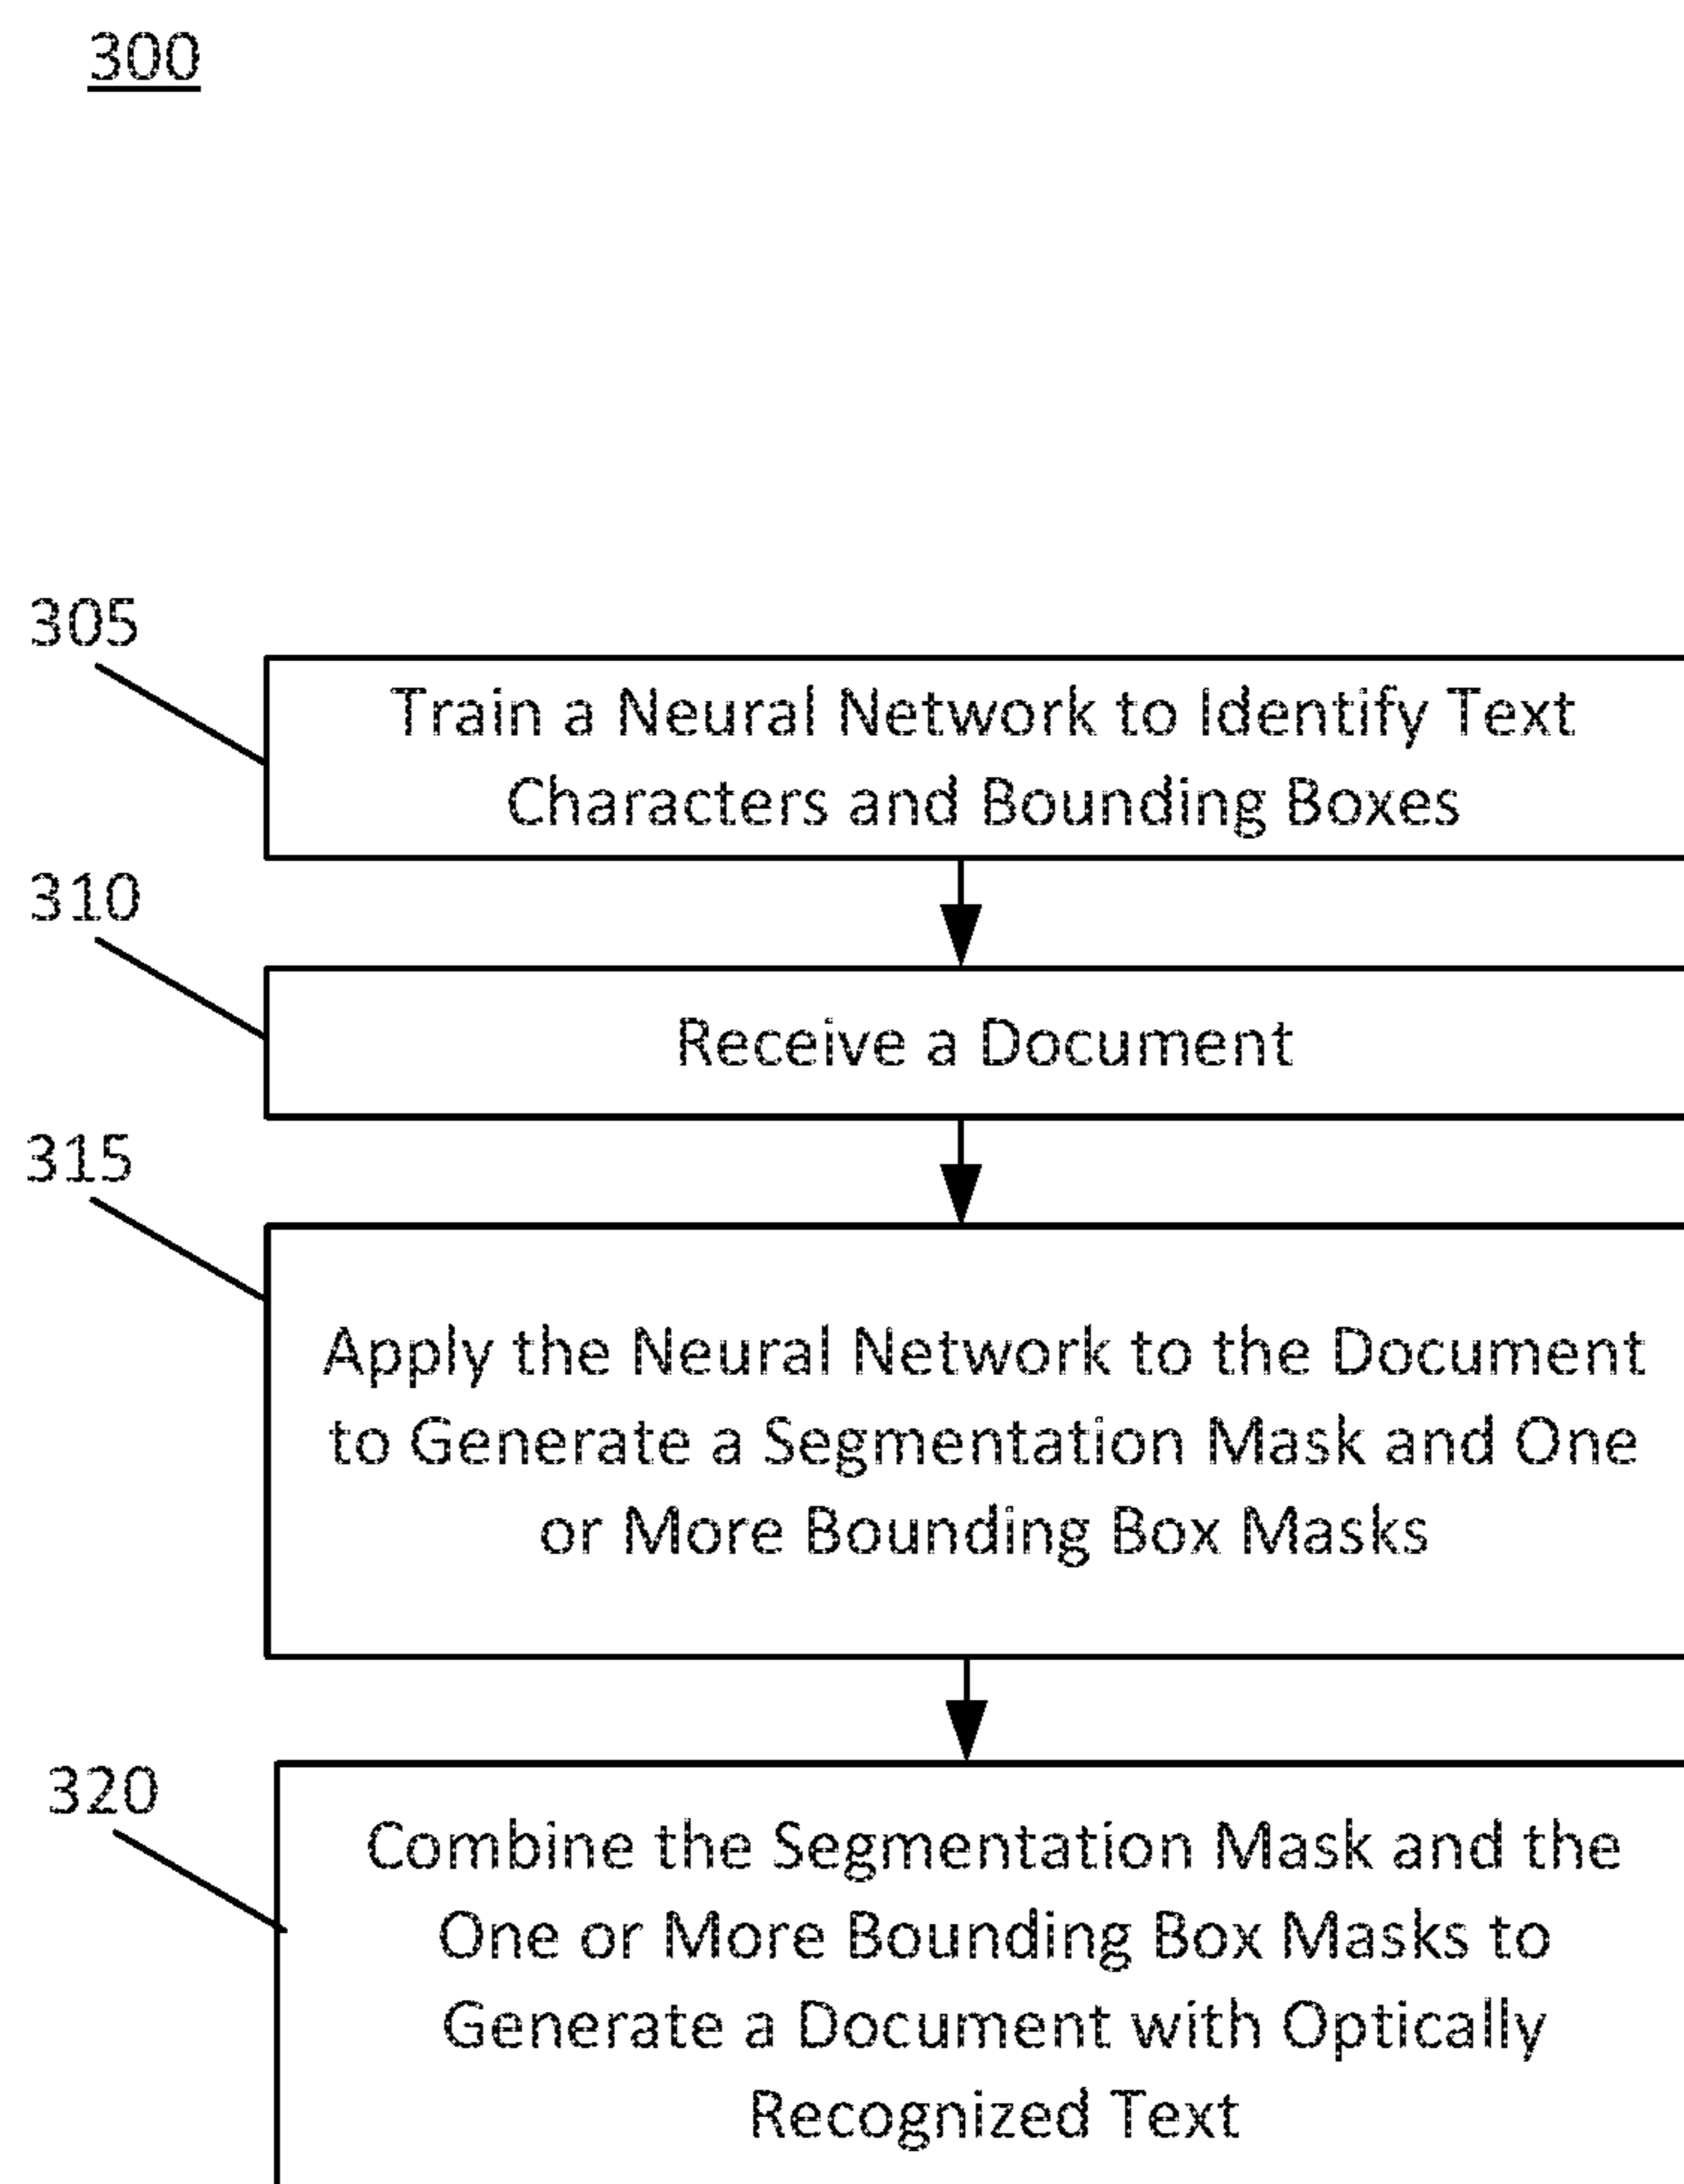 300
305
Train a Neural Network to Identify Text
Characters and Bounding Boxes
310
Receive a Document
315
Apply the Neural Network to the Document
to Generate a Segmentation Mask and One
or More Bounding Box Masks
320
Combine the Segmentation Mask and the
One or More Bounding Box Masks to
Generate a Document with Optically
Recognized Text